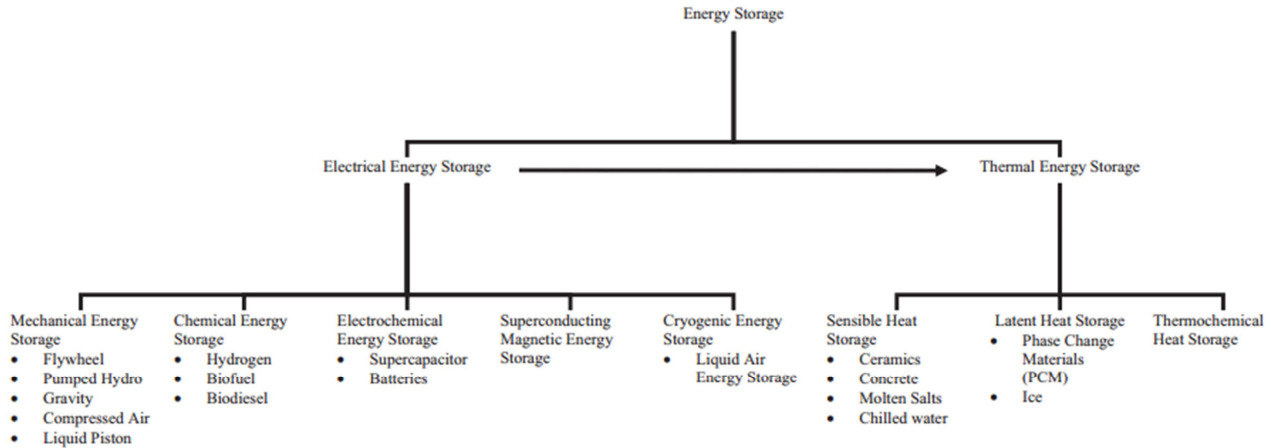 Energy Storage
Electrical Energy Storage
Thermal Energy Storage
Mechanical Energy
Storage
• Flywheel
• Pumped Hydro
• Gravity
• Compressed Air
• Liquid Piston
Chemical Energy
Storage
• Hydrogen
• Biofuel
• Biodiesel
Electrochemical
Energy Storage
• Supercapacitor
• Batteries
Superconducting
Magnetic Energy
Storage
Cryogenic Energy
Storage
• Liquid Air
Energy Storage
Sensible Heat
Storage
• Ceramics
• Concrete
• Molten Salts
• Chilled water
Latent Heat Storage
• Phase Change
Materials
(PCM)
• Ice
Thermochemical
Heat Storage